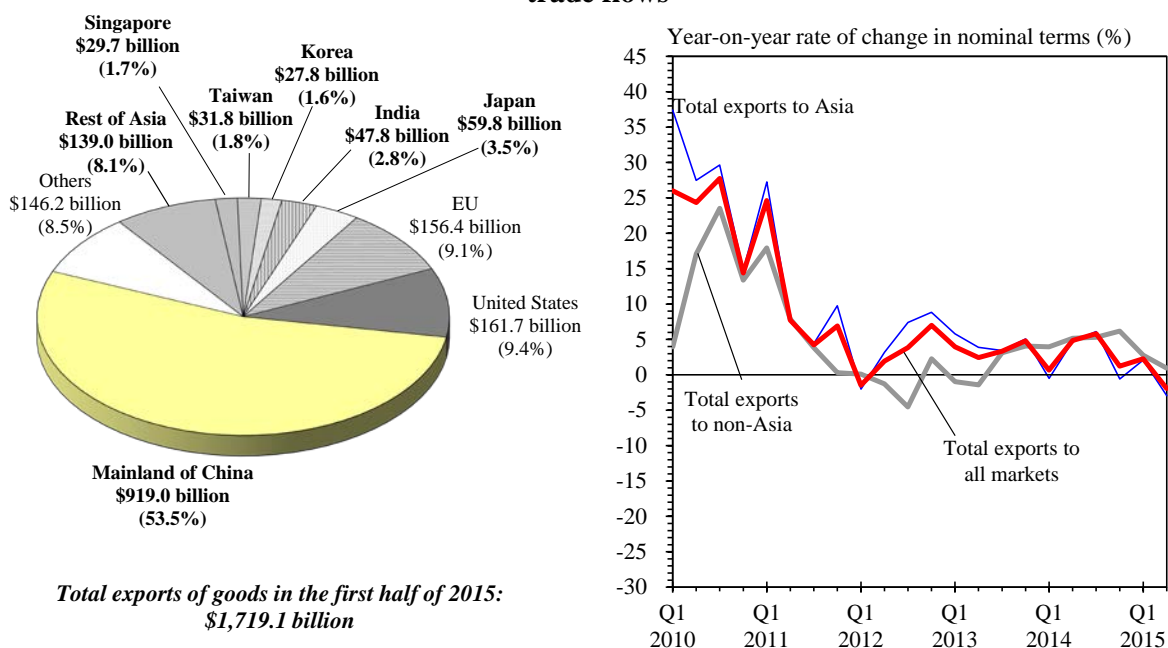 trade flows
Singapore
$29.7 billion
(1.7%)
Korea
$27.8 billion
(1.6%)
Taiwan
$31.8 billion
(1.8%)
India
$47.8 billion
(2.8%)
Japan
$59.8 billion
(3.5%)
Rest of Asia
$139.0 billion
(8.1%)
Others
$146.2 billion
(8.5%)
EU
$156.4 billion
(9.1%)
United States
$161.7 billion
(9.4%)
Mainland of China
$919.0 billion
(53.5%)
Total exports of goods in the first half of 2015:
$1,719.1 billion
Year-on-year rate of change in nominal terms (%)
45
40
35
30
25
20
15
10
5
0
-5
-10
-15
-20
-25
-30
Total exports to Asia
Total exports
to non-Asia
Total exports to
all markets
Q1 Q1 Q1 Q1 Q1 Q1
2010 2011 2012 2013 2014 2015